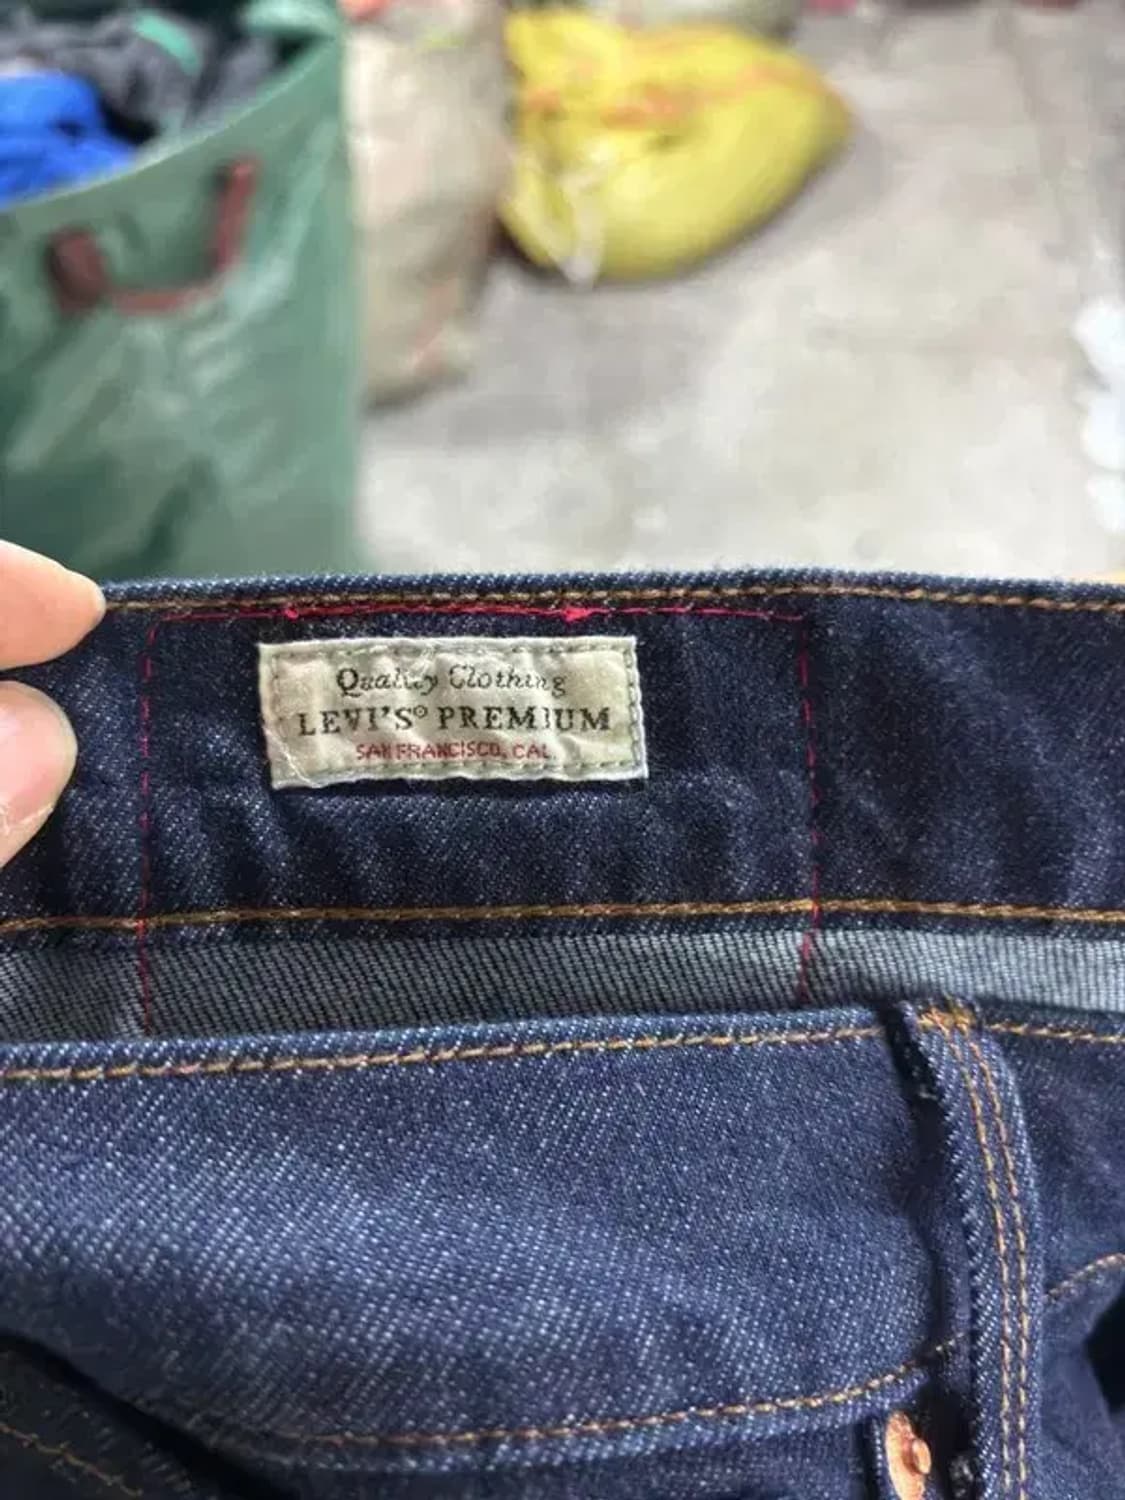 Quality Clothing
LEVI'S® PREMIUM
SAN FRANCISCO, CAL